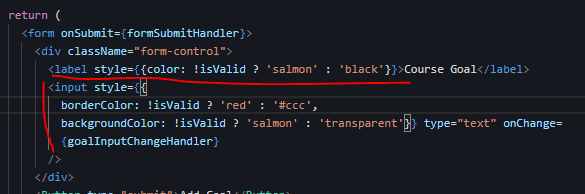 return (
<form onSubmit={formSubmitHandler}>
<div className="form-control">
<label style={{color: !isValid ? 'salmon' : 'black'}}>Course Goal</label>
<input style={{
borderColor: !isValid ? 'red' : '#ccc',
backgroundColor: !isValid ? 'salmon' : 'transparent'}} type="text" onChange=
{goalInputChangeHandler}
/>
</div>
<Button type="submit">Add Goal</Button>